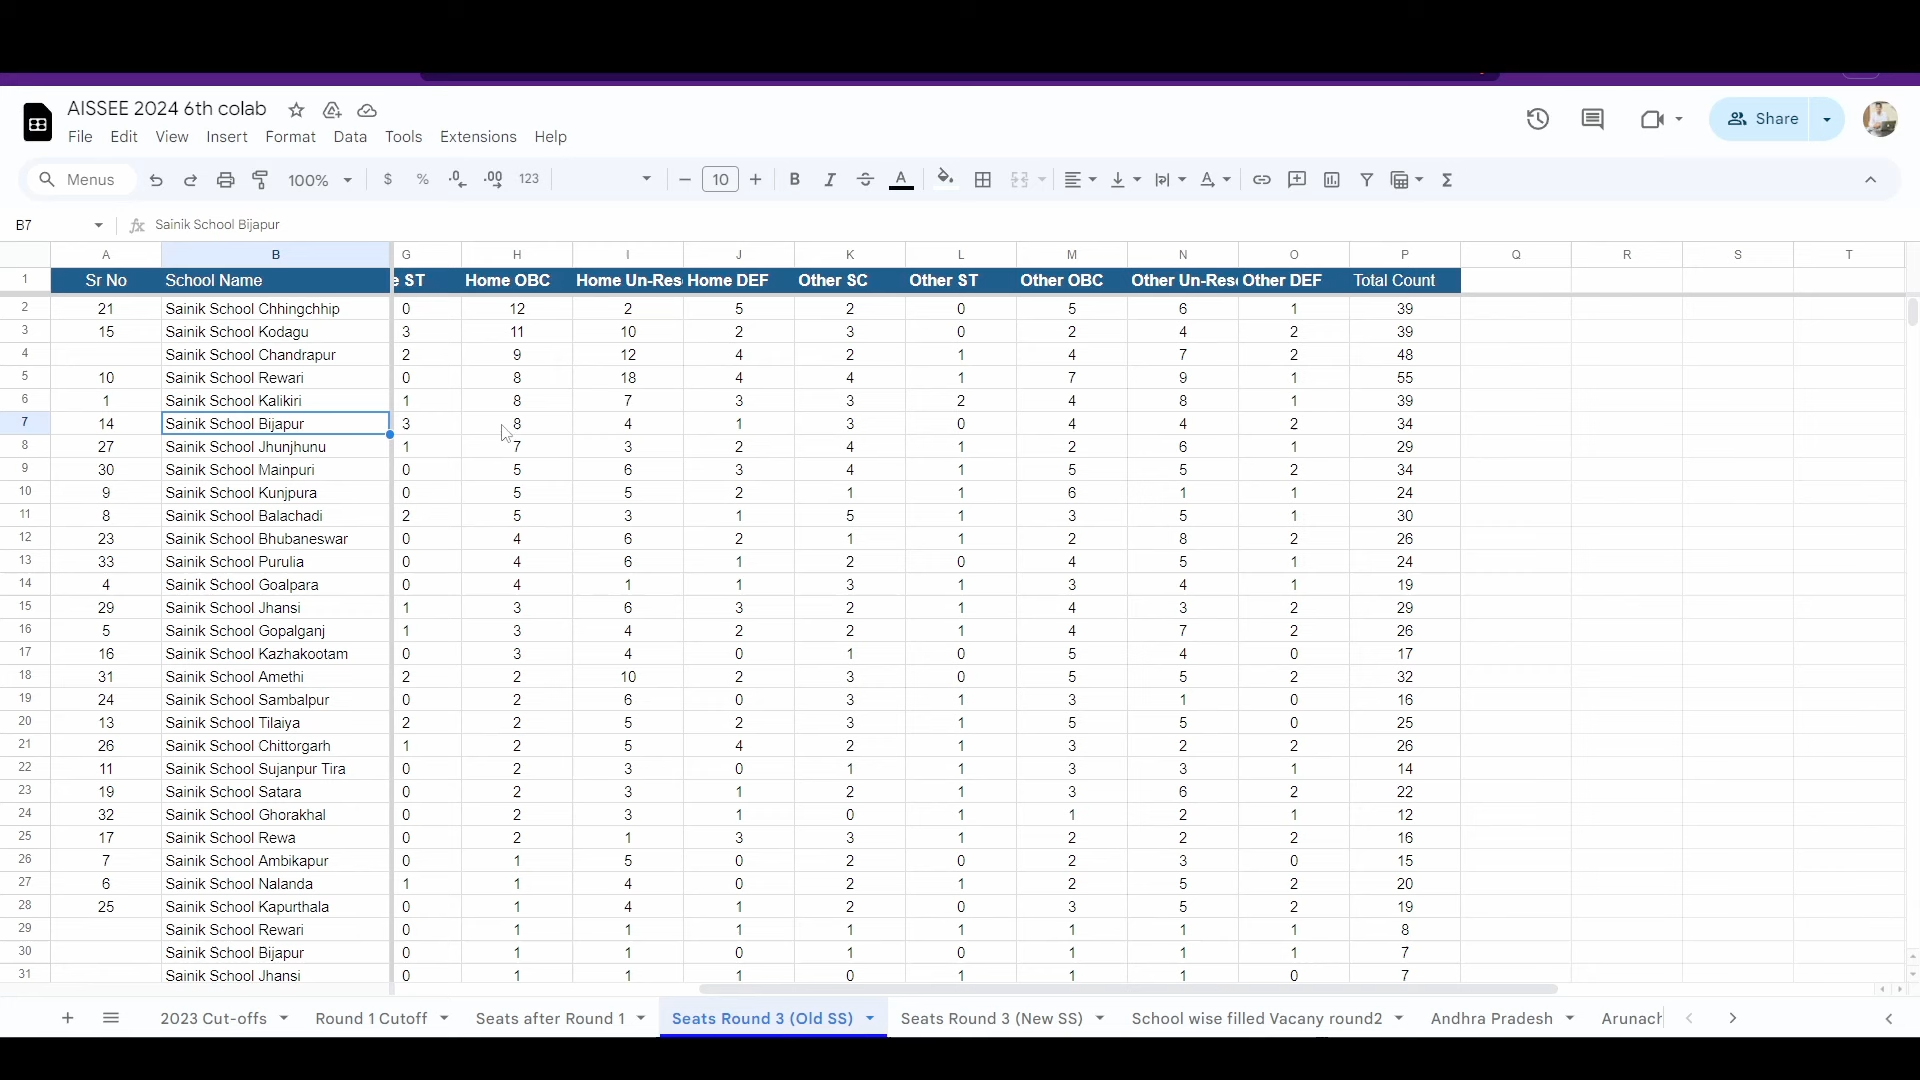 AISSEE 2024 6th colab
File Edit View Insert Format Data Tools Extensions Help
Share
Menus 100% $ % .0 .00 123 10 B I S A
B7 fx Sainik School Bijapur
A B G H I J K L M N O P Q R S T
1 Sr No School Name e ST Home OBC Home Un-Res Home DEF Other SC Other ST Other OBC Other Un-Res Other DEF Total Count
2 21 Sainik School Chhingchhip 0 12 2 5 2 0 5 6 1 39
3 15 Sainik School Kodagu 3 11 10 2 3 0 2 4 2 39
4 Sainik School Chandrapur 2 9 12 4 2 1 4 7 2 48
5 10 Sainik School Rewari 0 8 18 4 4 1 7 9 1 55
6 1 Sainik School Kalikiri 1 8 7 3 3 2 4 8 1 39
7 14 Sainik School Bijapur 3 8 4 1 3 0 4 4 2 34
8 27 Sainik School Jhunjhunu 1 7 3 2 4 1 2 6 1 29
9 30 Sainik School Mainpuri 0 5 6 3 4 1 5 5 2 34
10 9 Sainik School Kunjpura 0 5 5 2 1 1 6 1 1 24
11 8 Sainik School Balachadi 2 5 3 1 5 1 3 5 1 30
12 23 Sainik School Bhubaneswar 0 4 6 2 1 1 2 8 2 26
13 33 Sainik School Purulia 0 4 6 1 2 0 4 5 1 24
14 4 Sainik School Goalpara 0 4 1 1 3 1 3 4 1 19
15 29 Sainik School Jhansi 1 3 6 3 2 1 4 3 2 29
16 5 Sainik School Gopalganj 1 3 4 2 2 1 4 7 2 26
17 16 Sainik School Kazhakootam 0 3 4 0 1 0 5 4 0 17
18 31 Sainik School Amethi 2 2 10 2 3 0 5 5 2 32
19 24 Sainik School Sambalpur 0 2 6 0 3 1 3 1 0 16
20 13 Sainik School Tilaiya 2 2 5 2 3 1 5 5 0 25
21 26 Sainik School Chittorgarh 1 2 5 4 2 1 3 2 2 26
22 11 Sainik School Sujanpur Tira 0 2 3 0 1 1 3 3 1 14
23 19 Sainik School Satara 0 2 3 1 2 1 3 6 2 22
24 32 Sainik School Ghorakhal 0 2 3 1 0 1 1 2 1 12
25 17 Sainik School Rewa 0 2 1 3 3 1 2 2 2 16
26 7 Sainik School Ambikapur 0 1 5 0 2 0 2 3 0 15
27 6 Sainik School Nalanda 1 1 4 0 2 1 2 5 2 20
28 25 Sainik School Kapurthala 0 1 4 1 2 0 3 5 2 19
29 Sainik School Rewari 0 1 1 1 1 1 1 1 1 8
30 Sainik School Bijapur 0 1 1 0 1 0 1 1 1 7
31 Sainik School Jhansi 0 1 1 1 0 1 1 1 0 7
2023 Cut-offs Round 1 Cutoff Seats after Round 1 Seats Round 3 (Old SS) Seats Round 3 (New SS) School wise filled Vacany round2 Andhra Pradesh Arunach